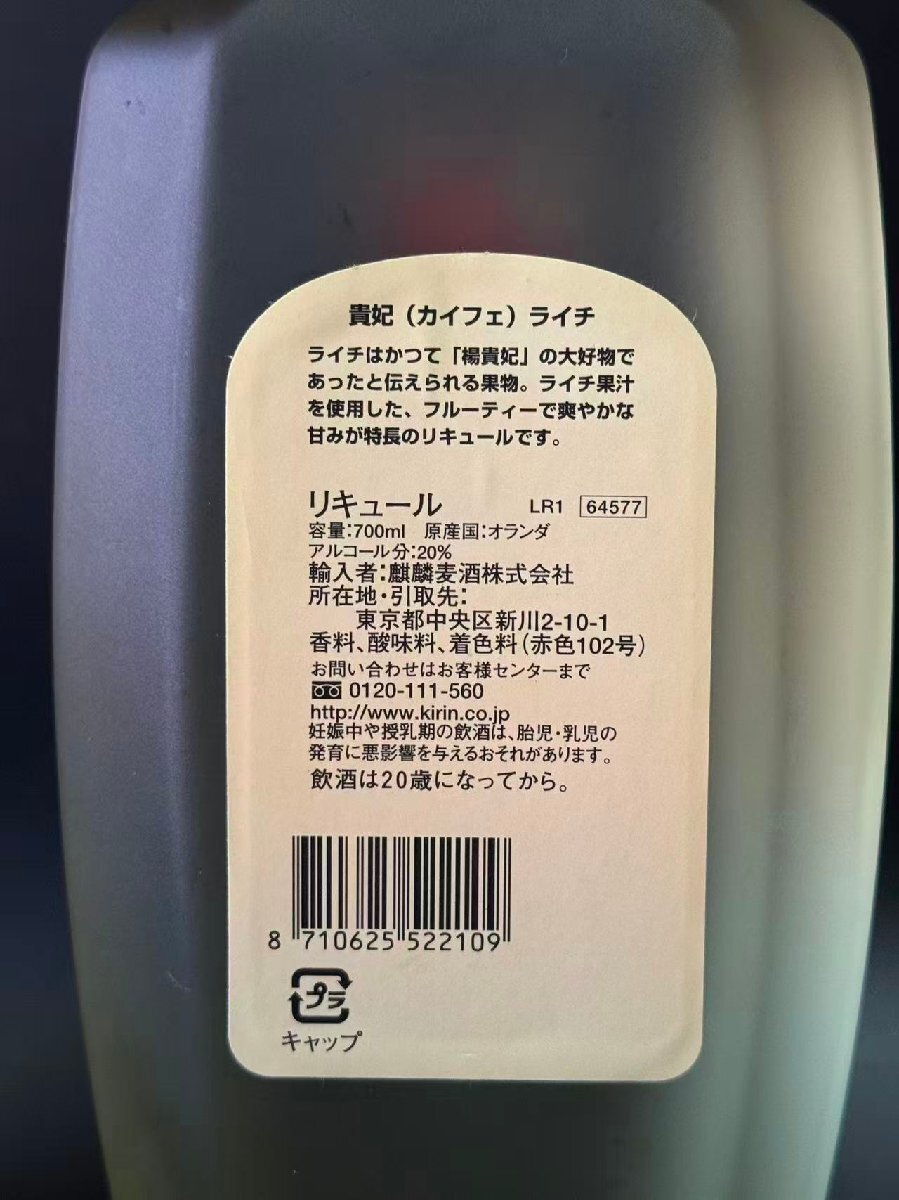 貴妃（カイフェ）ライチ
ライチはかつて「楊貴妃」の大好物で
あったと伝えられる果物。ライチ果汁
を使用した、フルーティーで爽やかな
甘みが特長のリキュールです。
リキュール LR1 64577
容量:700ml 原産国:オランダ
アルコール分:20%
輸入者:麒麟麦酒株式会社
所在地・引取先:
東京都中央区新川2-10-1
香料、酸味料、着色料(赤色102号)
お問い合わせはお客様センターまで
0120-111-560
http://www.kirin.co.jp
妊娠中や授乳期の飲酒は、胎児・乳児の
発育に悪影響を与えるおそれがあります。
飲酒は20歳になってから。
8 710625 522109
プラ
キャップ